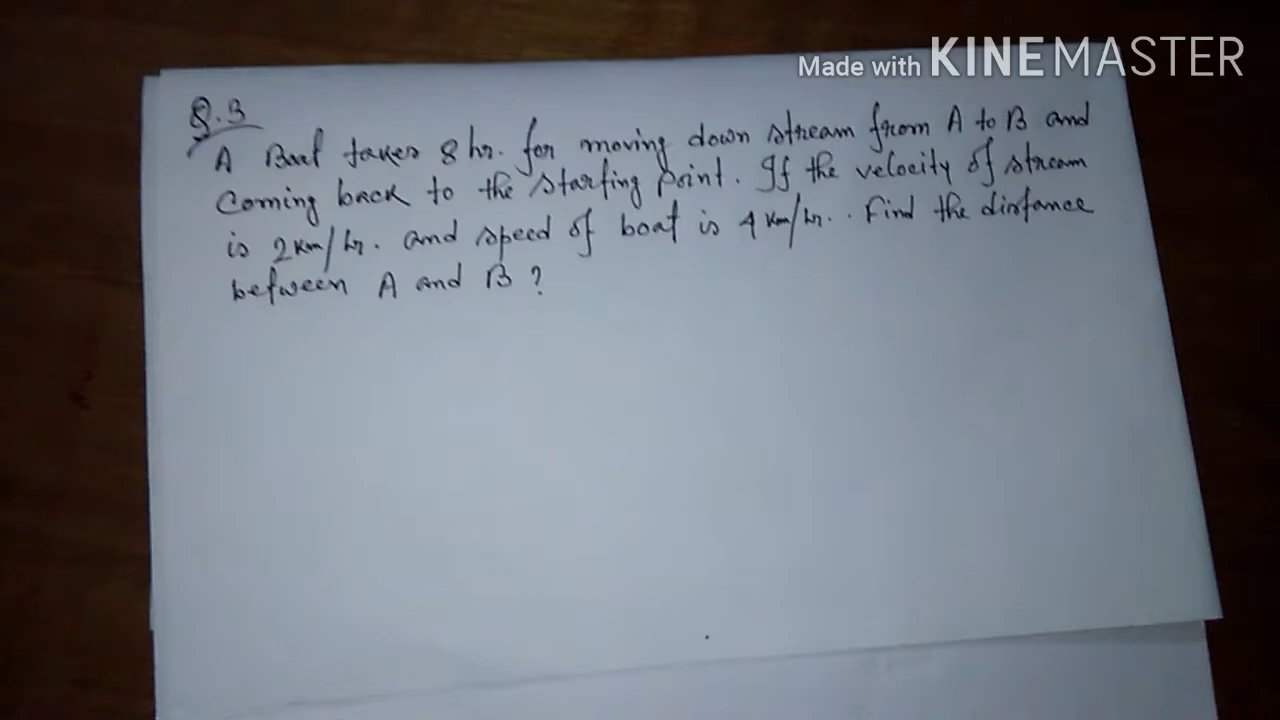 Made with KINEMASTER
Q.3
A Boat takes 8 hr. for moving down stream from A to B and
coming back to the starting point. If the velocity of stream
is 2 km/hr. and speed of boat is 4 km/hr.. Find the distance
between A and B ?